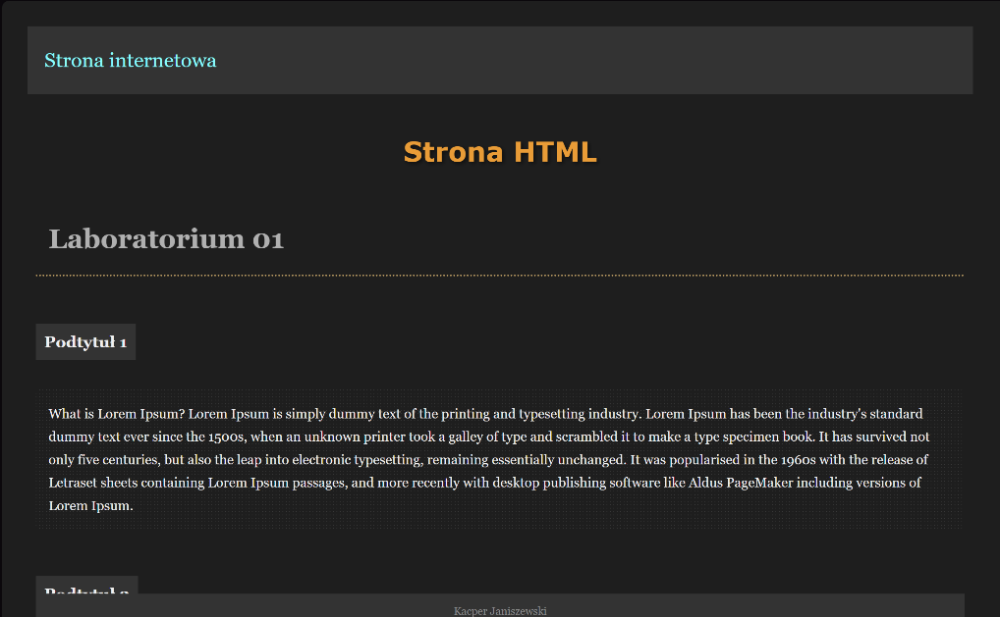 Strona internetowa
Strona HTML
Laboratorium 01
Podtytuł 1
What is Lorem Ipsum? Lorem Ipsum is simply dummy text of the printing and typesetting industry. Lorem Ipsum has been the industry's standard
dummy text ever since the 1500s, when an unknown printer took a galley of type and scrambled it to make a type specimen book. It has survived not
only five centuries, but also the leap into electronic typesetting, remaining essentially unchanged. It was popularised in the 1960s with the release of
Letraset sheets containing Lorem Ipsum passages, and more recently with desktop publishing software like Aldus PageMaker including versions of
Lorem Ipsum.
Podtytuł
Kacper Janiszewski